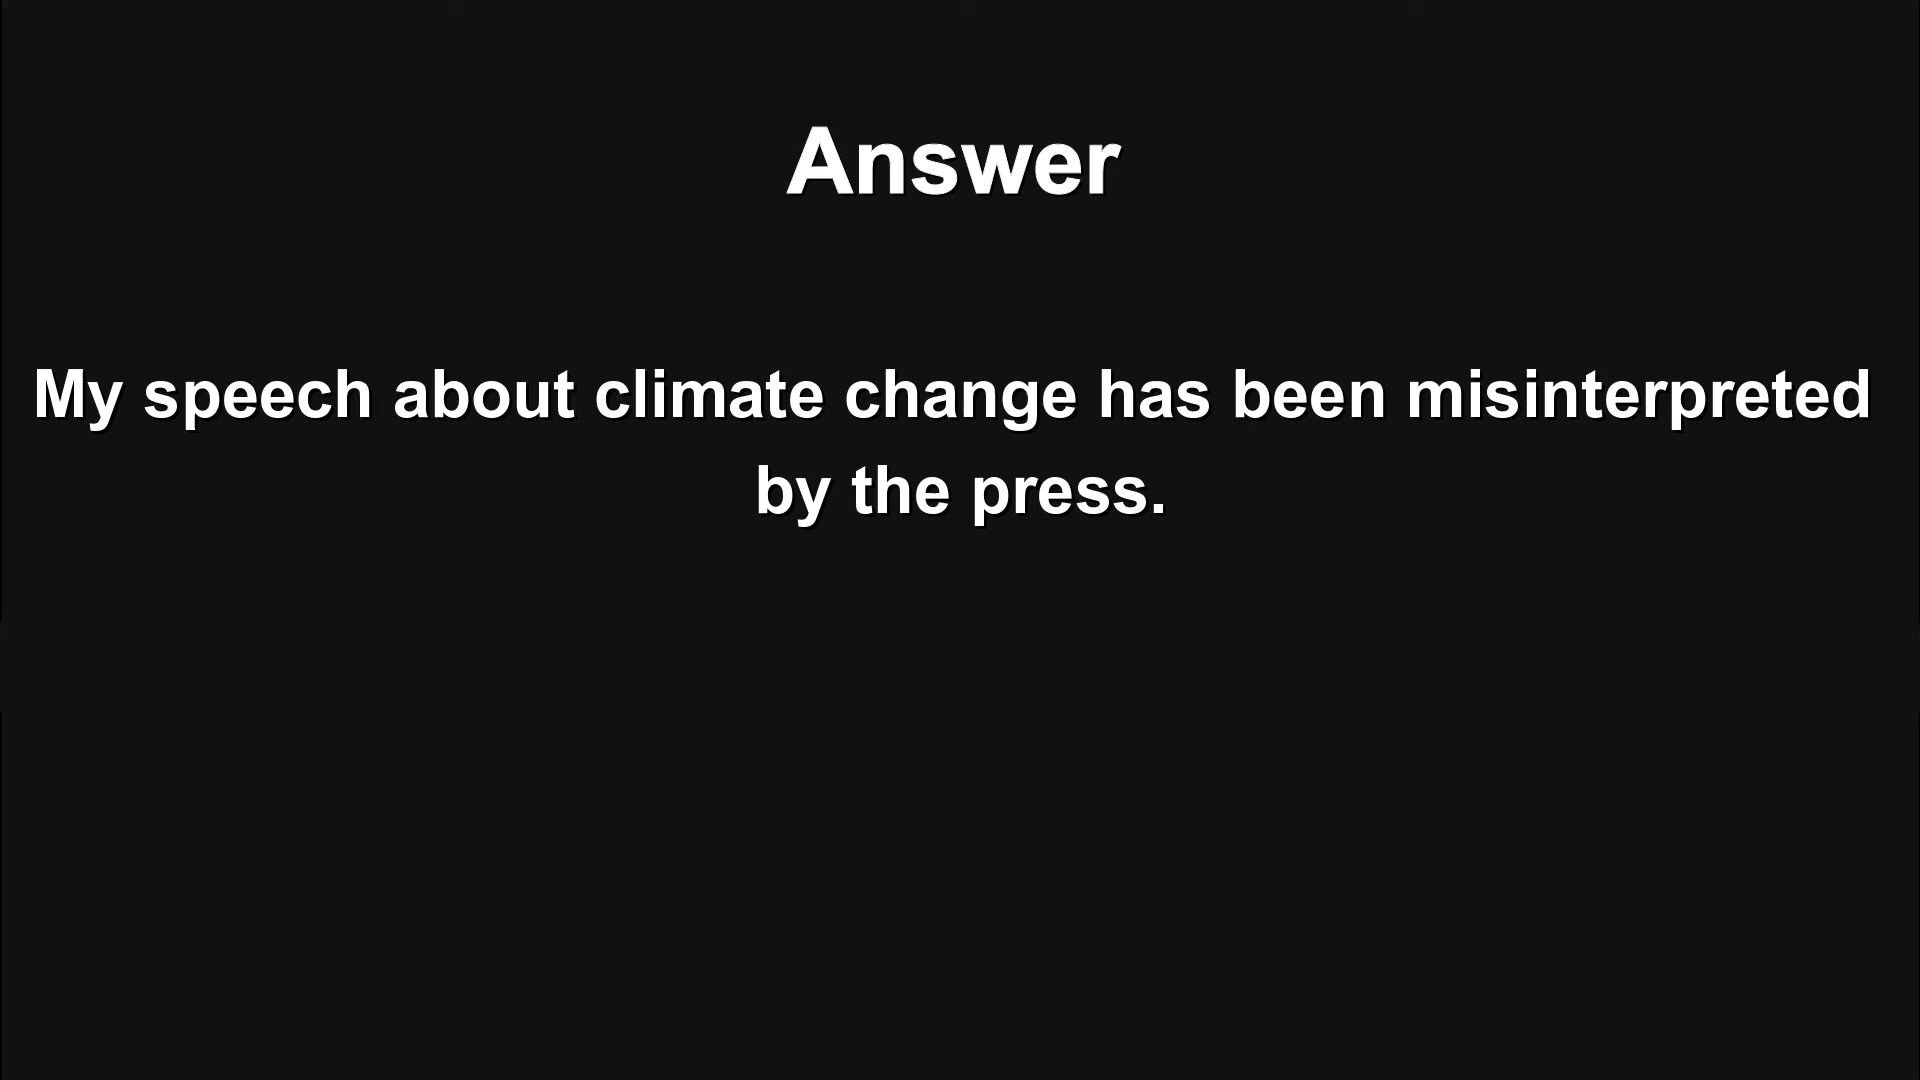 Answer
My speech about climate change has been misinterpreted
by the press.